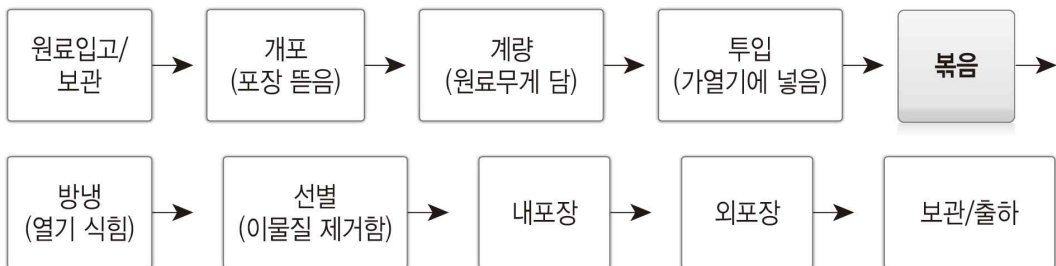 원료입고/
보관
개포
(포장 뜯음)
계량
(원료무게 담)
투입
(가열기에 넣음)
볶음
방냉
(열기 식힘)
선별
(이물질 제거함)
내포장
외포장
보관/출하